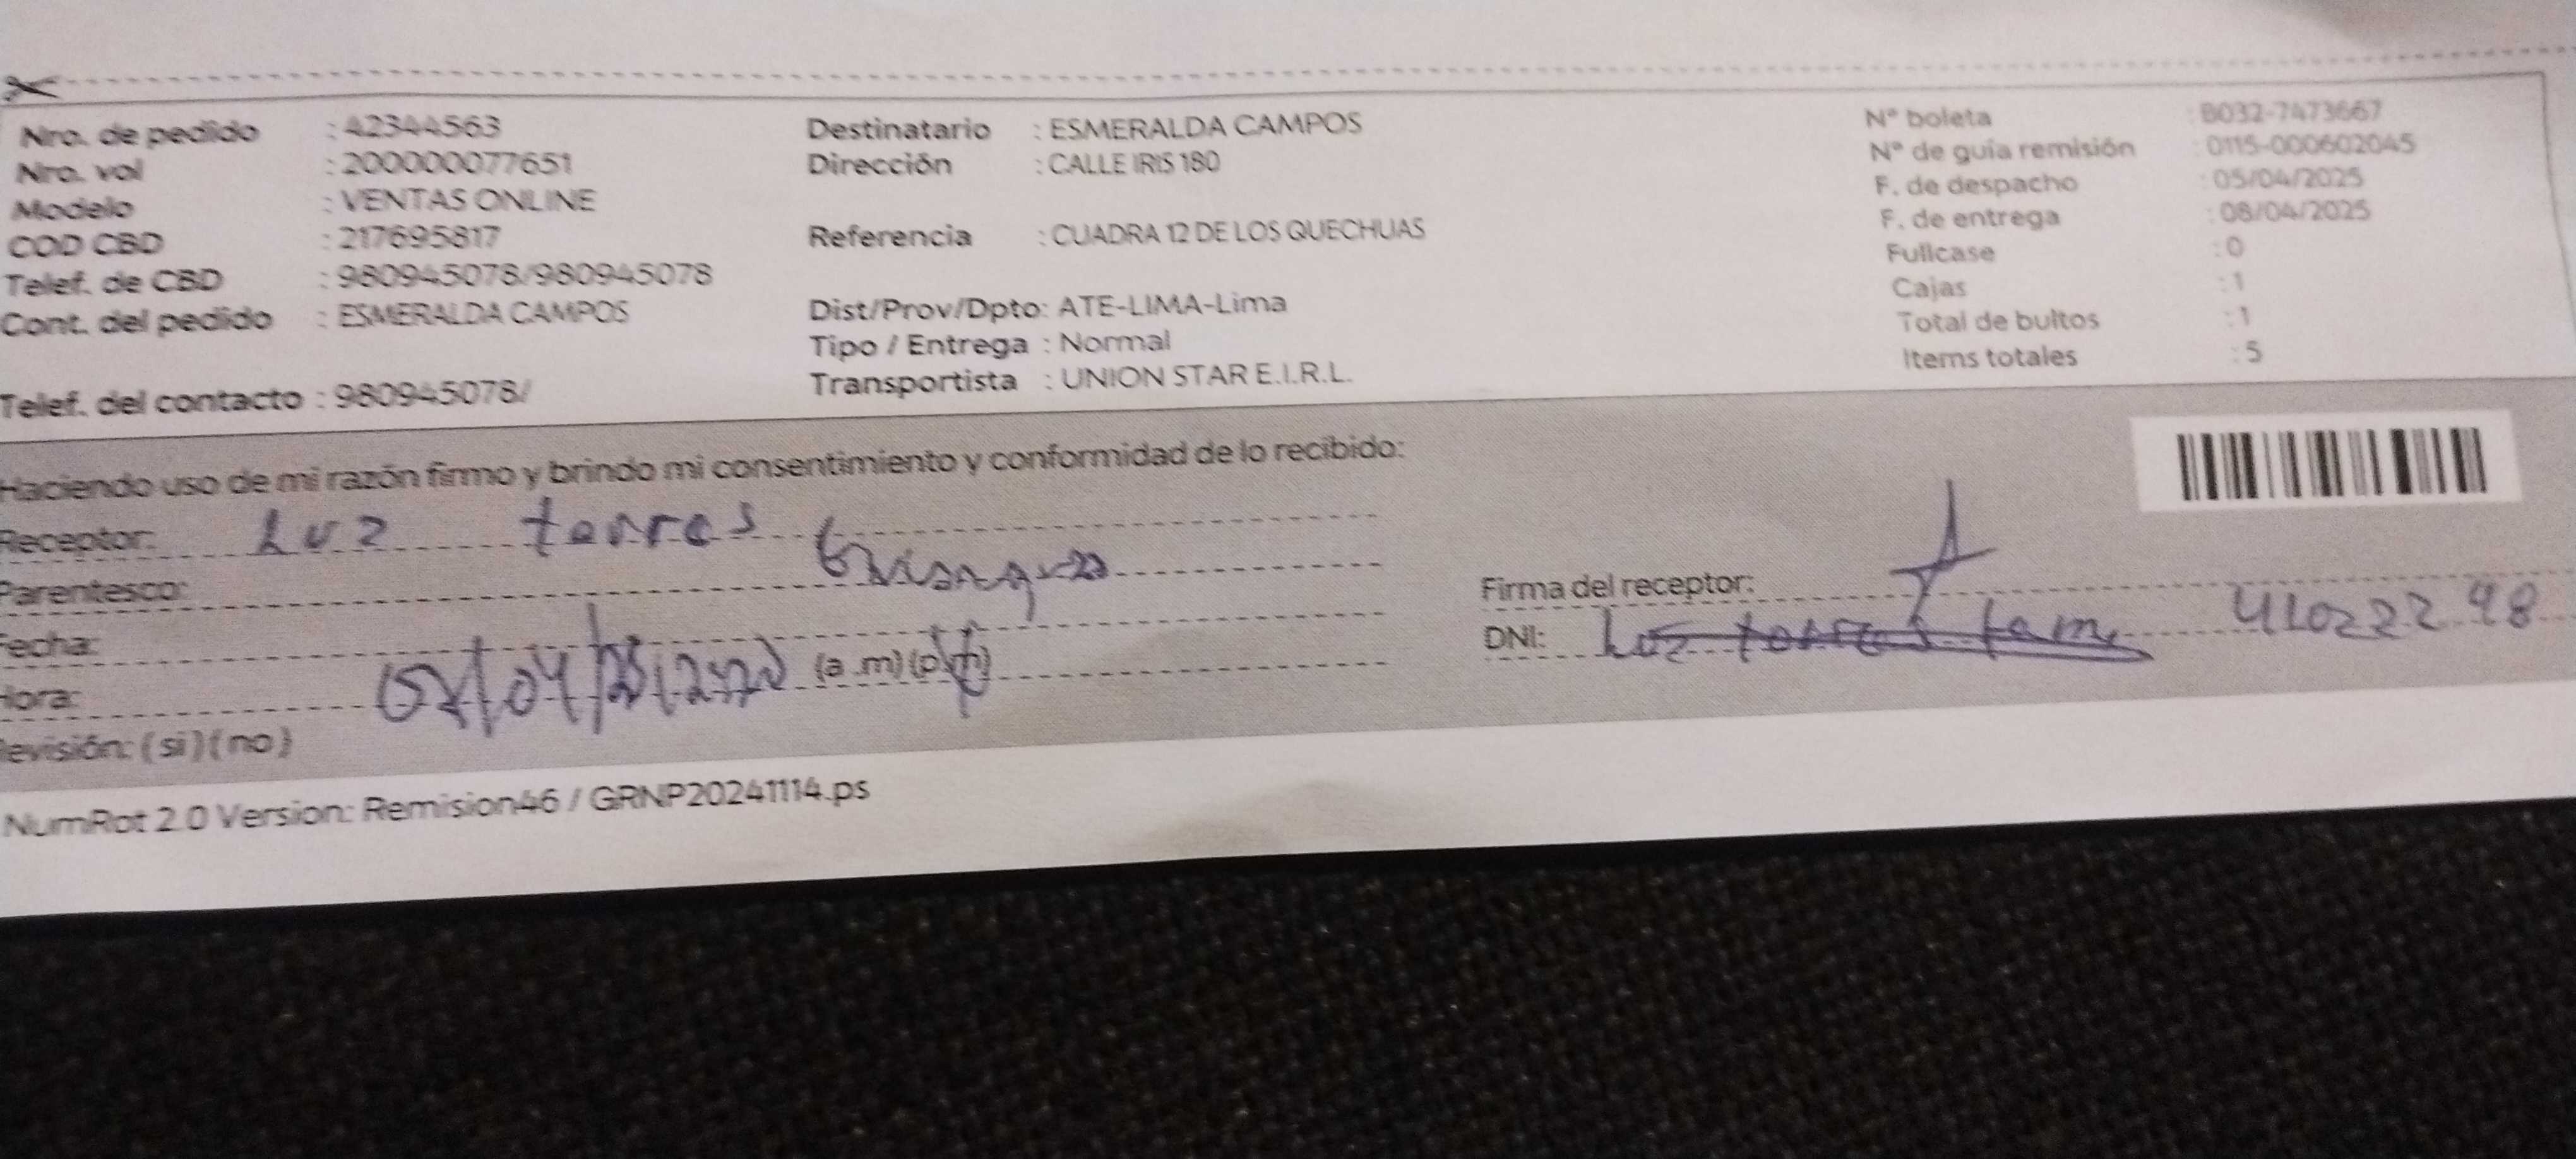 Nro. de pedido : 42344563
Nro. vol : 200000077651
Modelo : VENTAS ONLINE
COD CBD : 217695817
Telef. de CBD : 980945078/980945078
Cont. del pedido : ESMERALDA CAMPOS
Telef. del contacto : 980945078/
Destinatario : ESMERALDA CAMPOS
Dirección : CALLE IRIS 180
Referencia : CUADRA 12 DE LOS QUECHUAS
Dist/Prov/Dpto: ATE-LIMA-Lima
Tipo / Entrega : Normal
Transportista : UNION STAR E.I.R.L.
N° boleta : B032-7473667
N° de guía remisión : 0115-000602045
F. de despacho : 05/04/2025
F. de entrega : 08/04/2025
Fullcase : 0
Cajas : 1
Total de bultos : 1
Items totales : 5
Haciendo uso de mi razón firmo y brindo mi consentimiento y conformidad de lo recibido:
Receptor: Luz torres
Parentesco:
Fecha:
Hora: (a .m) (p.m)
Revisión: ( si ) ( no )
Firma del receptor:
DNI: Luz torres 41022298
NumRot 2.0 Version: Remision46 / GRNP20241114.ps